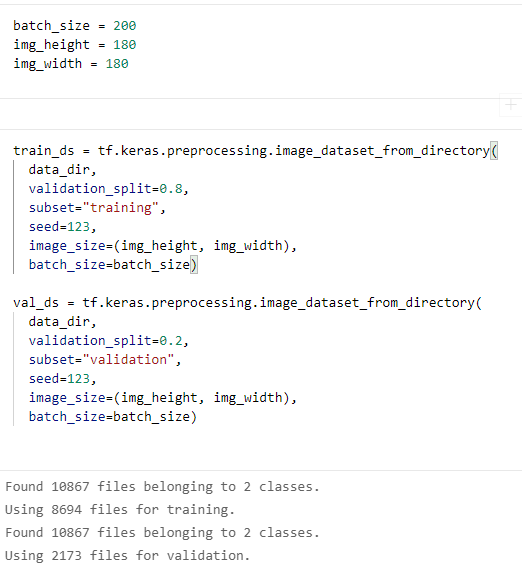 batch_size = 200
img_height = 180
img_width = 180
train_ds = tf.keras.preprocessing.image_dataset_from_directory(
data_dir,
validation_split=0.8,
subset="training",
seed=123,
image_size=(img_height, img_width),
batch_size=batch_size)
val_ds = tf.keras.preprocessing.image_dataset_from_directory(
data_dir,
validation_split=0.2,
subset="validation",
seed=123,
image_size=(img_height, img_width),
batch_size=batch_size)
Found 10867 files belonging to 2 classes.
Using 8694 files for training.
Found 10867 files belonging to 2 classes.
Using 2173 files for validation.